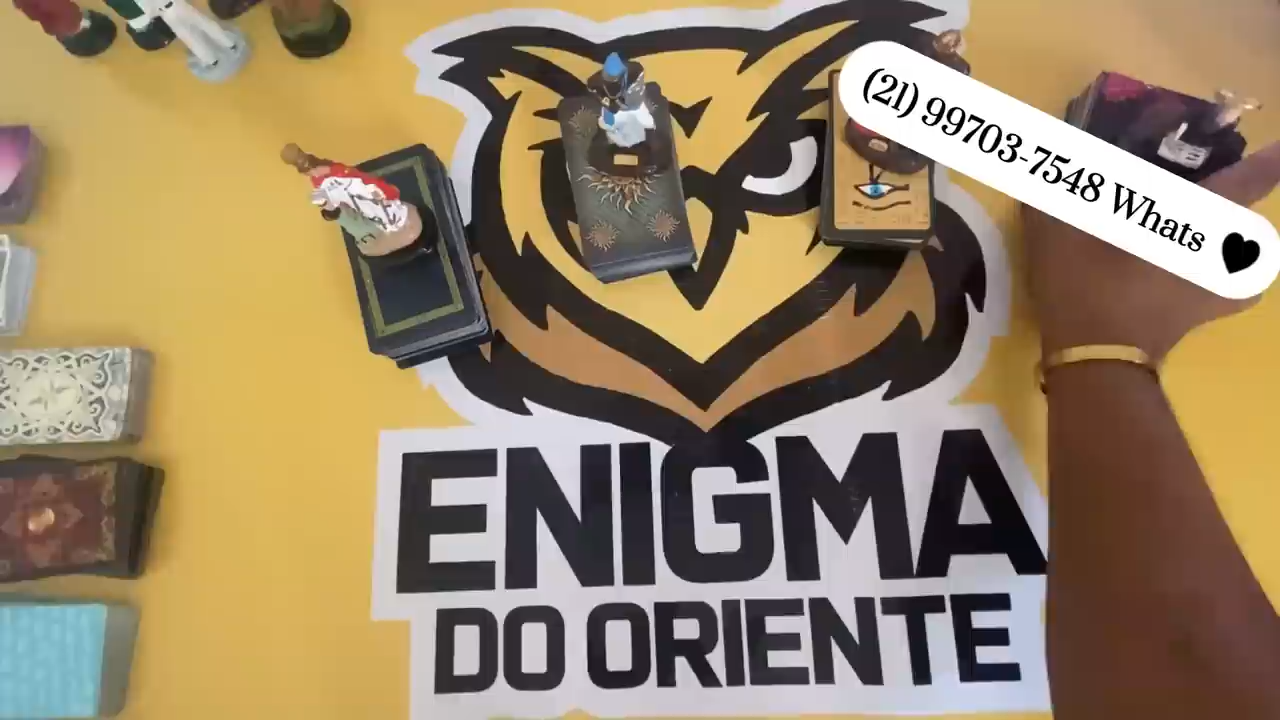 (21) 99703-7548 Whats 🖤
ENIGMA
DO ORIENTE